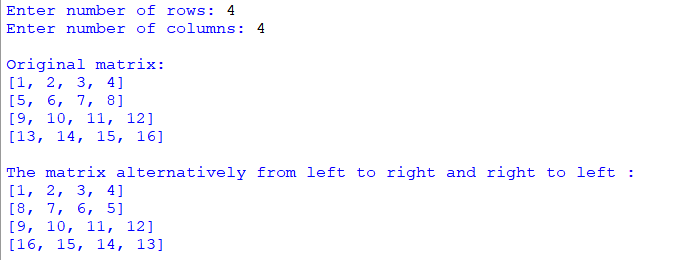 Enter number of rows: 4
Enter number of columns: 4
Original matrix:
[1, 2, 3, 4]
[5, 6, 7, 8]
[9, 10, 11, 12]
[13, 14, 15, 16]
The matrix alternatively from left to right and right to left :
[1, 2, 3, 4]
[8, 7, 6, 5]
[9, 10, 11, 12]
[16, 15, 14, 13]